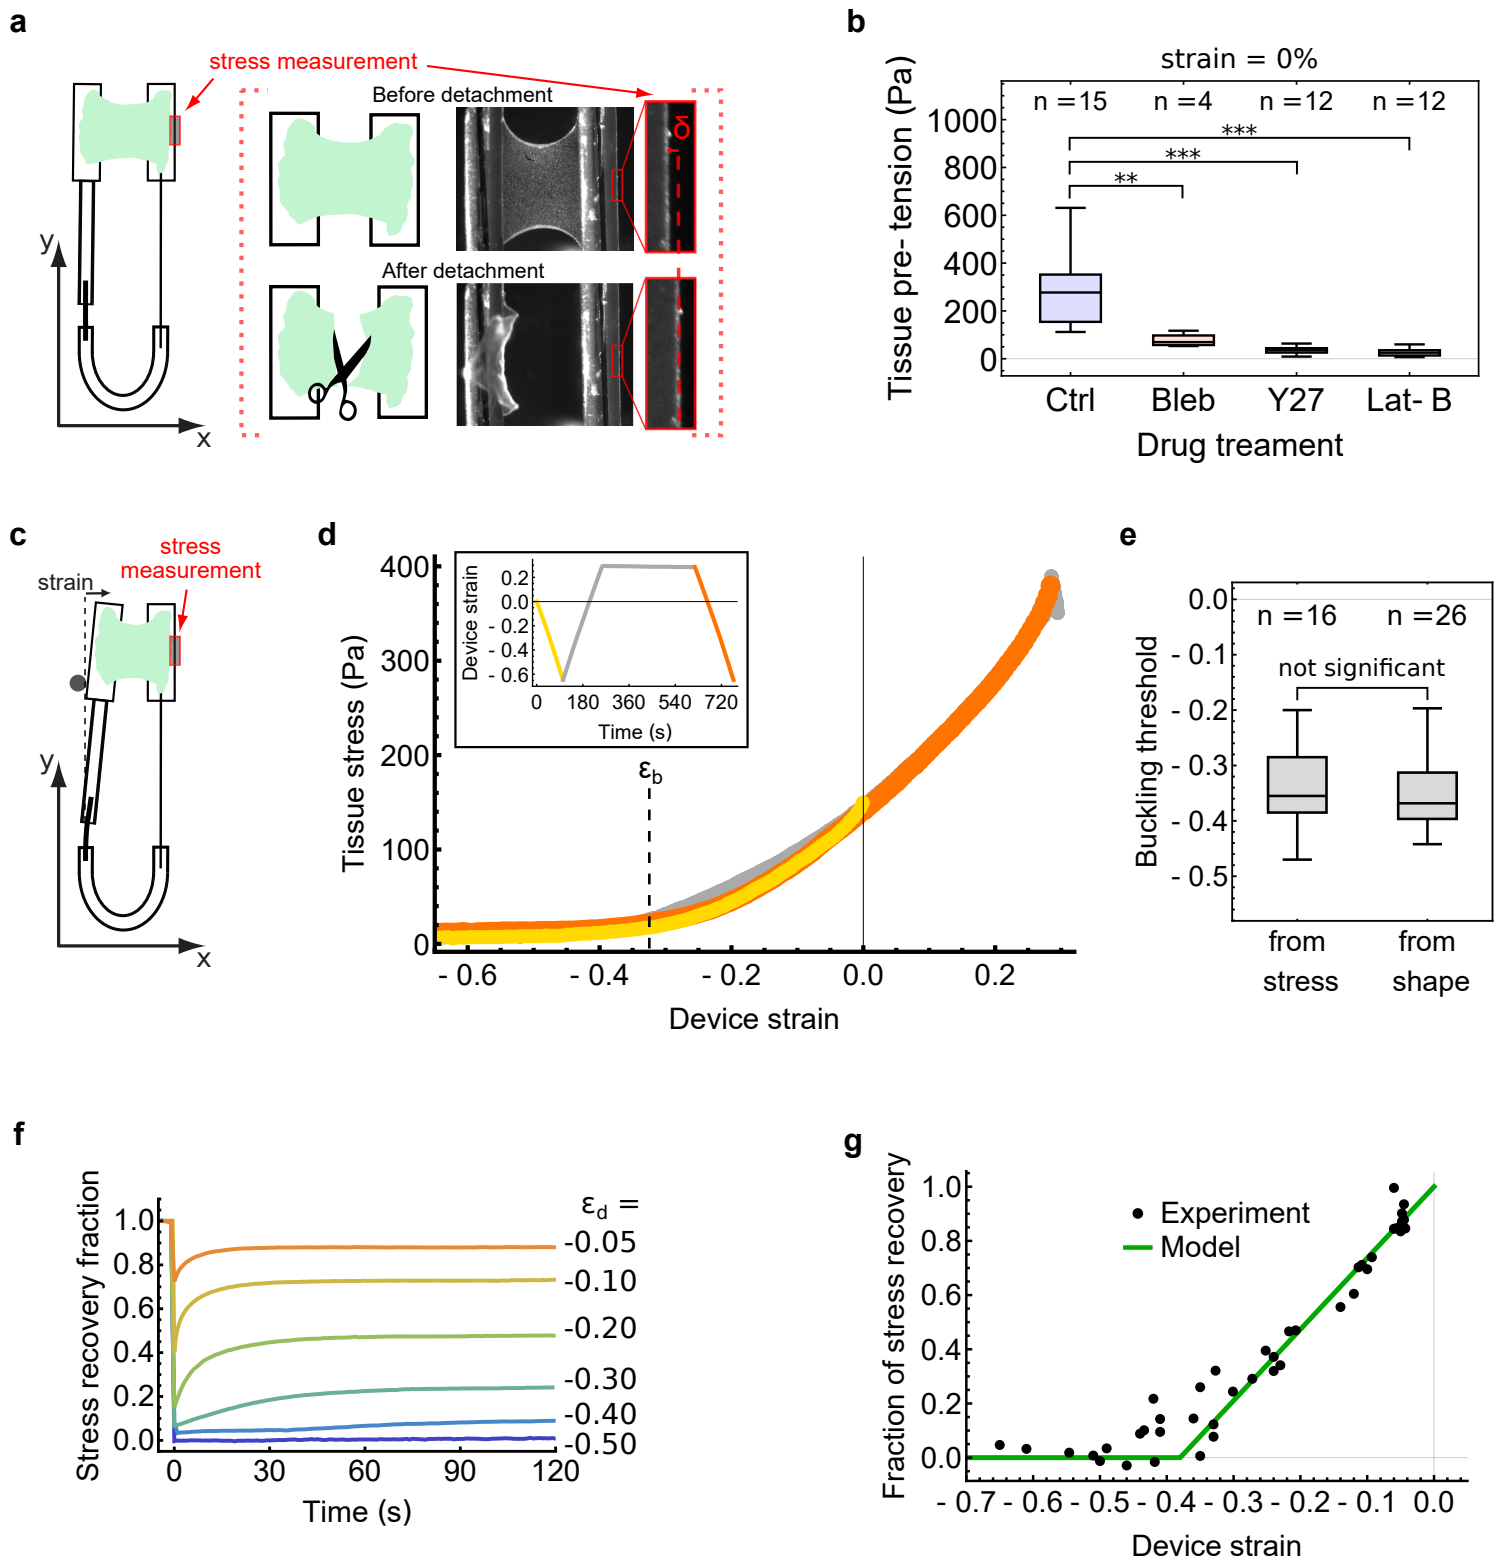 a
stress measurement
Before detachment
After detachment
y
x
b
strain = 0%
n =15 n =4 n =12 n =12
***
***
**
Tissue pre- tension (Pa)
1000
800
600
400
200
0
Ctrl Bleb Y27 Lat- B
Drug treament
c
stress
measurement
strain
y
x
d
Tissue stress (Pa)
400
300
200
100
0
- 0.6 - 0.4 - 0.2 0.0 0.2
Device strain
εb
Device strain
0.2
0.0
- 0.2
- 0.4
- 0.6
0 180 360 540 720
Time (s)
e
Buckling threshold
0.0
- 0.1
- 0.2
- 0.3
- 0.4
- 0.5
n =16 n =26
not significant
from from
stress shape
f
Stress recovery fraction
1.0
0.8
0.6
0.4
0.2
0.0
0 30 60 90 120
Time (s)
εd =
-0.05
-0.10
-0.20
-0.30
-0.40
-0.50
g
Fraction of stress recovery
1.0
0.8
0.6
0.4
0.2
0.0
Experiment
Model
- 0.7 - 0.6 - 0.5 - 0.4 - 0.3 - 0.2 - 0.1 0.0
Device strain